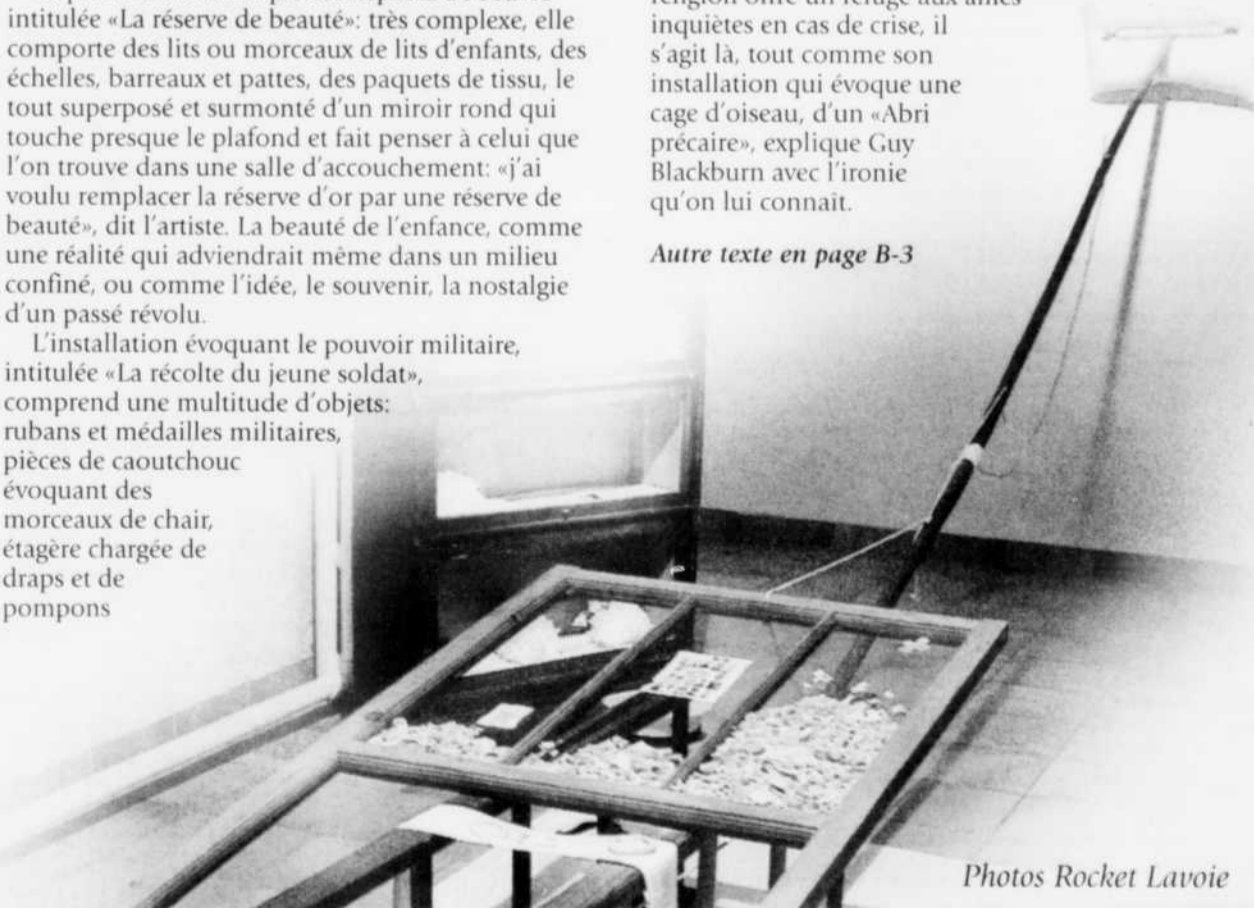 intitulée «La réserve de beauté»: très complexe, elle
comporte des lits ou morceaux de lits d'enfants, des
échelles, barreaux et pattes, des paquets de tissu, le
tout superposé et surmonté d'un miroir rond qui
touche presque le plafond et fait penser à celui que
l'on trouve dans une salle d'accouchement: «j'ai
voulu remplacer la réserve d'or par une réserve de
beauté», dit l'artiste. La beauté de l'enfance, comme
une réalité qui adviendrait même dans un milieu
confiné, ou comme l'idée, le souvenir, la nostalgie
d'un passé révolu.
L'installation évoquant le pouvoir militaire,
intitulée «La récolte du jeune soldat»,
comprend une multitude d'objets:
rubans et médailles militaires,
pièces de caoutchouc
évoquant des
morceaux de chair,
étagère chargée de
draps et de
pompons
inquiètes en cas de crise, il
s'agit là, tout comme son
installation qui évoque une
cage d'oiseau, d'un «Abri
précaire», explique Guy
Blackburn avec l'ironie
qu'on lui connaît.
Autre texte en page B-3
Photos Rocket Lavoie